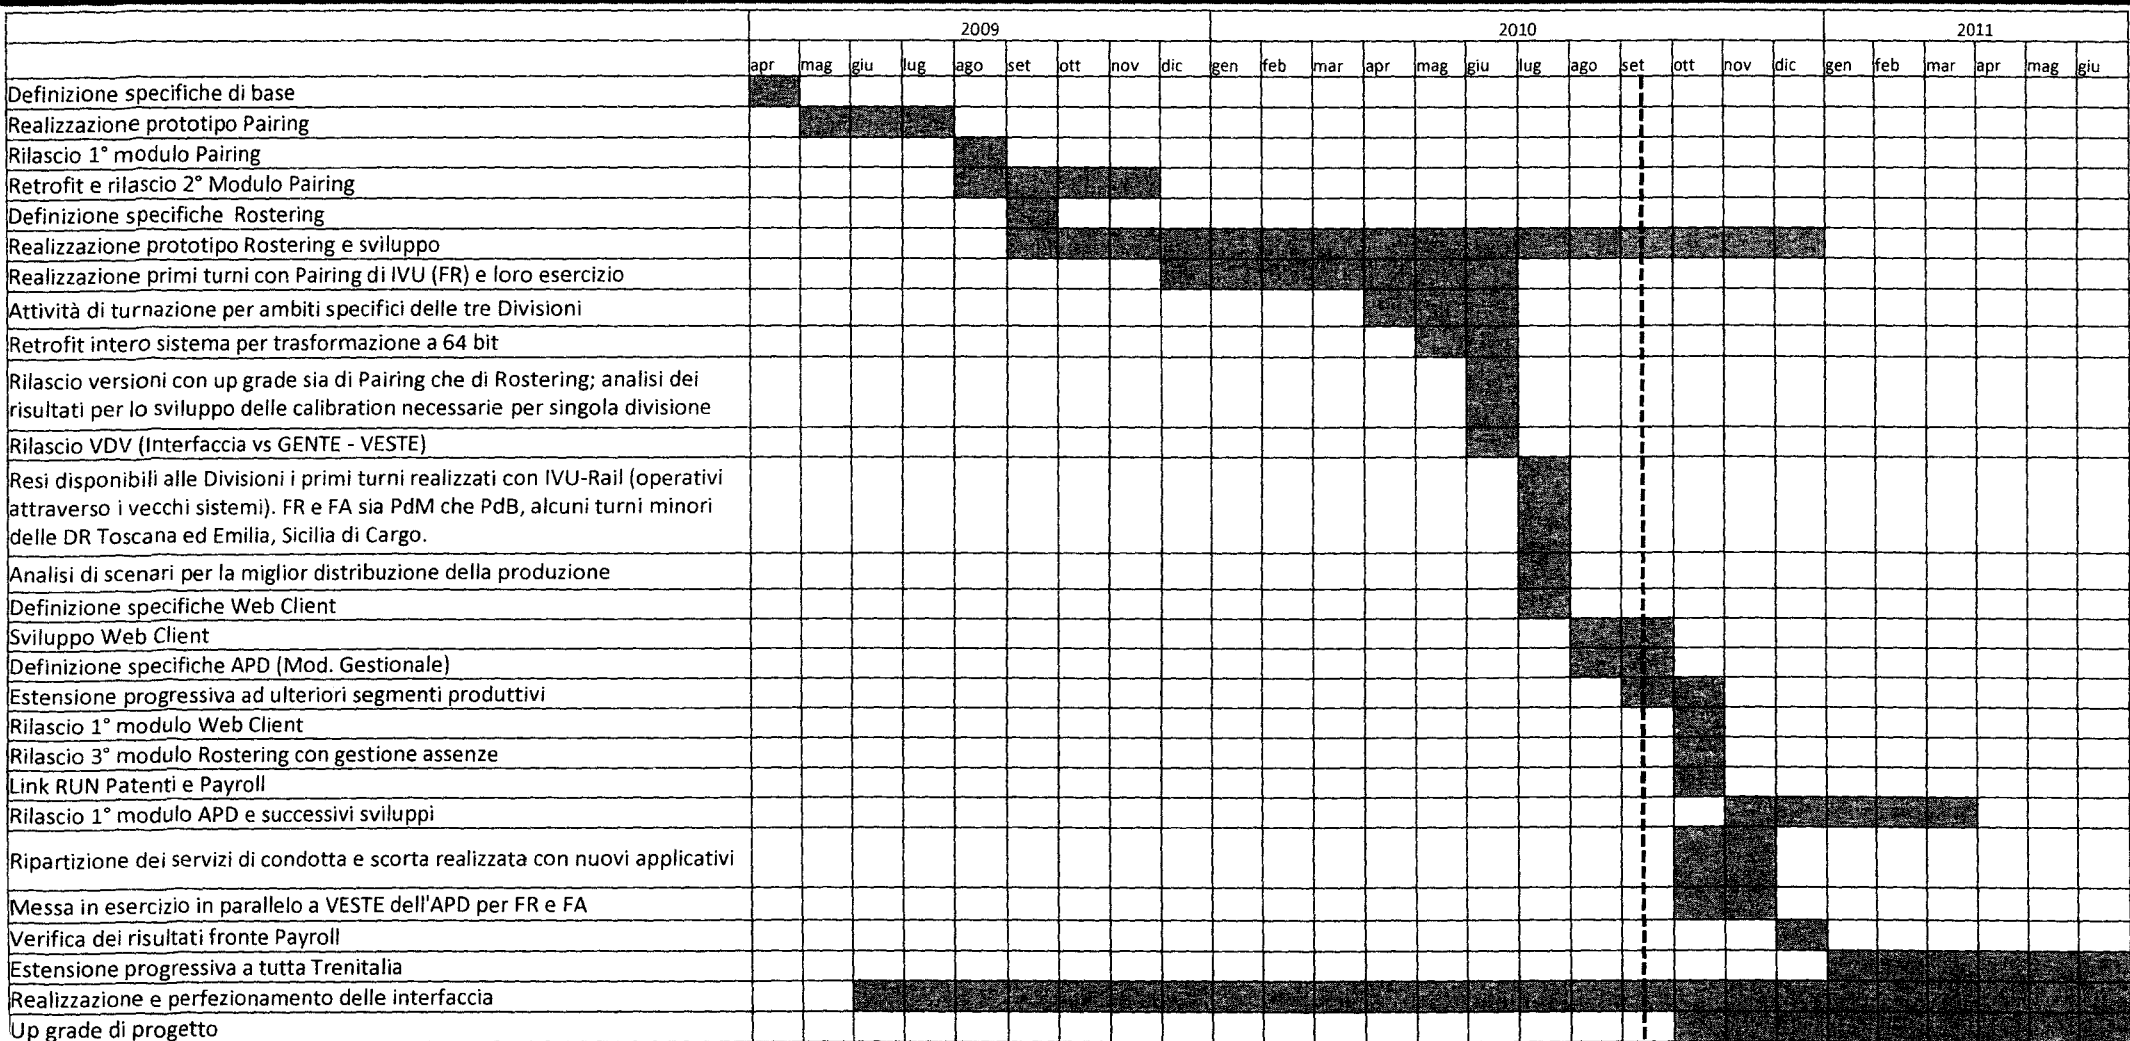 2009 2010 2011
apr mag giu lug ago set ott nov dic gen feb mar apr mag giu lug ago set ott nov dic gen feb mar apr mag giu
Definizione specifiche di base
Realizzazione prototipo Pairing
Rilascio 1° modulo Pairing
Retrofit e rilascio 2° Modulo Pairing
Definizione specifiche Rostering
Realizzazione prototipo Rostering e sviluppo
Realizzazione primi turni con Pairing di IVU (FR) e loro esercizio
Attività di turnazione per ambiti specifici delle tre Divisioni
Retrofit intero sistema per trasformazione a 64 bit
Rilascio versioni con up grade sia di Pairing che di Rostering; analisi dei
risultati per lo sviluppo delle calibration necessarie per singola divisione
Rilascio VDV (Interfaccia vs GENTE - VESTE)
Resi disponibili alle Divisioni i primi turni realizzati con IVU-Rail (operativi
attraverso i vecchi sistemi). FR e FA sia PdM che PdB, alcuni turni minori
delle DR Toscana ed Emilia, Sicilia di Cargo.
Analisi di scenari per la miglior distribuzione della produzione
Definizione specifiche Web Client
Sviluppo Web Client
Definizione specifiche APD (Mod. Gestionale)
Estensione progressiva ad ulteriori segmenti produttivi
Rilascio 1° modulo Web Client
Rilascio 3° modulo Rostering con gestione assenze
Link RUN Patenti e Payroll
Rilascio 1° modulo APD e successivi sviluppi
Ripartizione dei servizi di condotta e scorta realizzata con nuovi applicativi
Messa in esercizio in parallelo a VESTE dell'APD per FR e FA
Verifica dei risultati fronte Payroll
Estensione progressiva a tutta Trenitalia
Realizzazione e perfezionamento delle interfaccia
Up grade di progetto